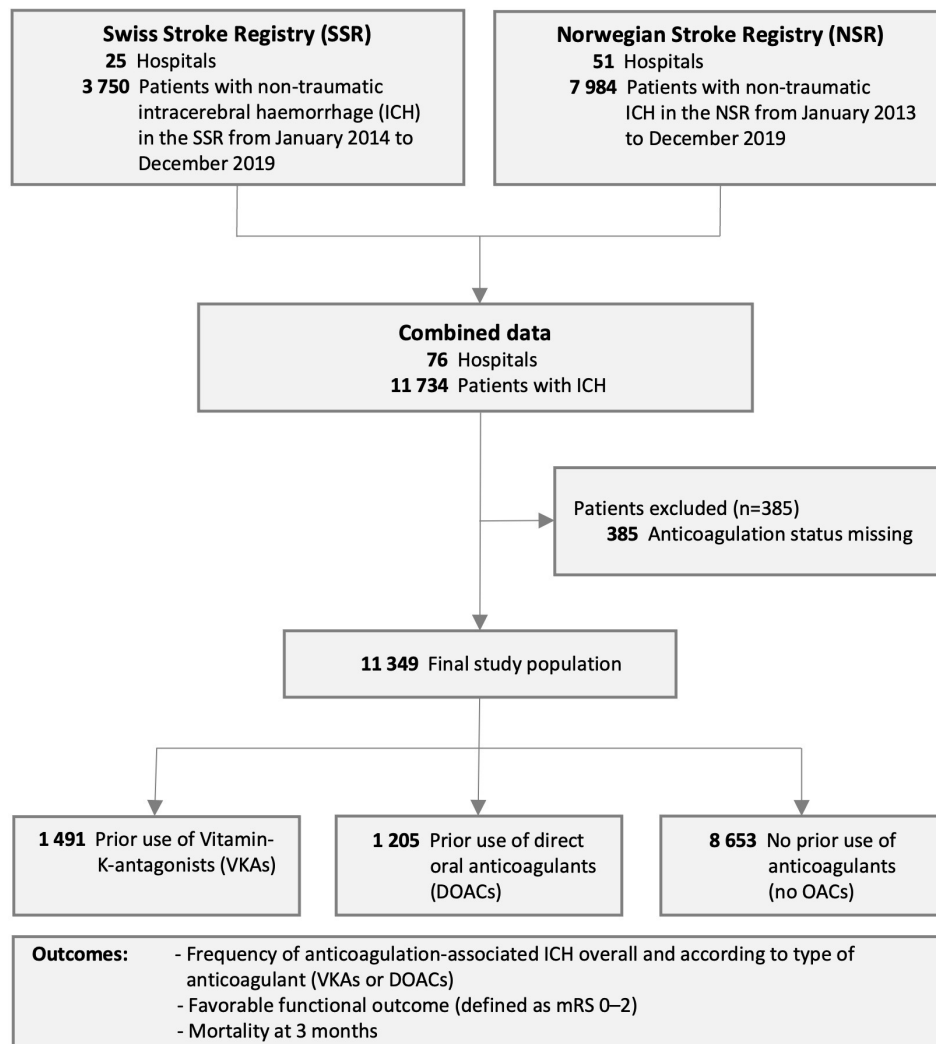 Swiss Stroke Registry (SSR)
25 Hospitals
3 750 Patients with non-traumatic
intracerebral haemorrhage (ICH)
in the SSR from January 2014 to
December 2019
Norwegian Stroke Registry (NSR)
51 Hospitals
7 984 Patients with non-traumatic
ICH in the NSR from January 2013
to December 2019
Combined data
76 Hospitals
11 734 Patients with ICH
Patients excluded (n=385)
385 Anticoagulation status missing
11 349 Final study population
1 491 Prior use of Vitamin-
K-antagonists (VKAs)
1 205 Prior use of direct
oral anticoagulants
(DOACs)
8 653 No prior use of
anticoagulants
(no OACs)
Outcomes: - Frequency of anticoagulation-associated ICH overall and according to type of
anticoagulant (VKAs or DOACs)
- Favorable functional outcome (defined as mRS 0–2)
- Mortality at 3 months